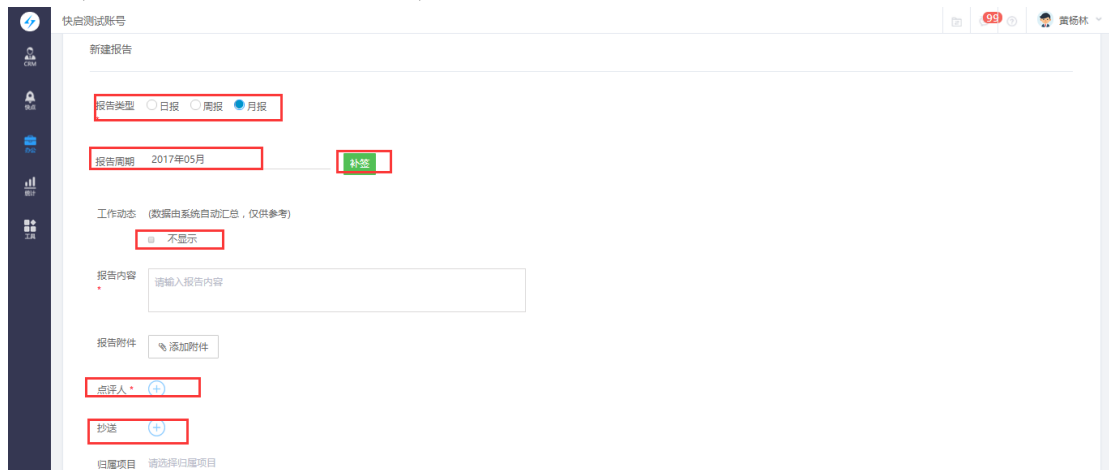 快启测试账号
99
黄杨林
新建报告
CRM
快点
报告类型 * 日报 周报 月报
办公
报告周期 2017年05月 补签
统计
工作动态 (数据由系统自动汇总，仅供参考)
工具
不显示
报告内容 * 请输入报告内容
报告附件 添加附件
点评人 *
抄送
归属项目 请选择归属项目